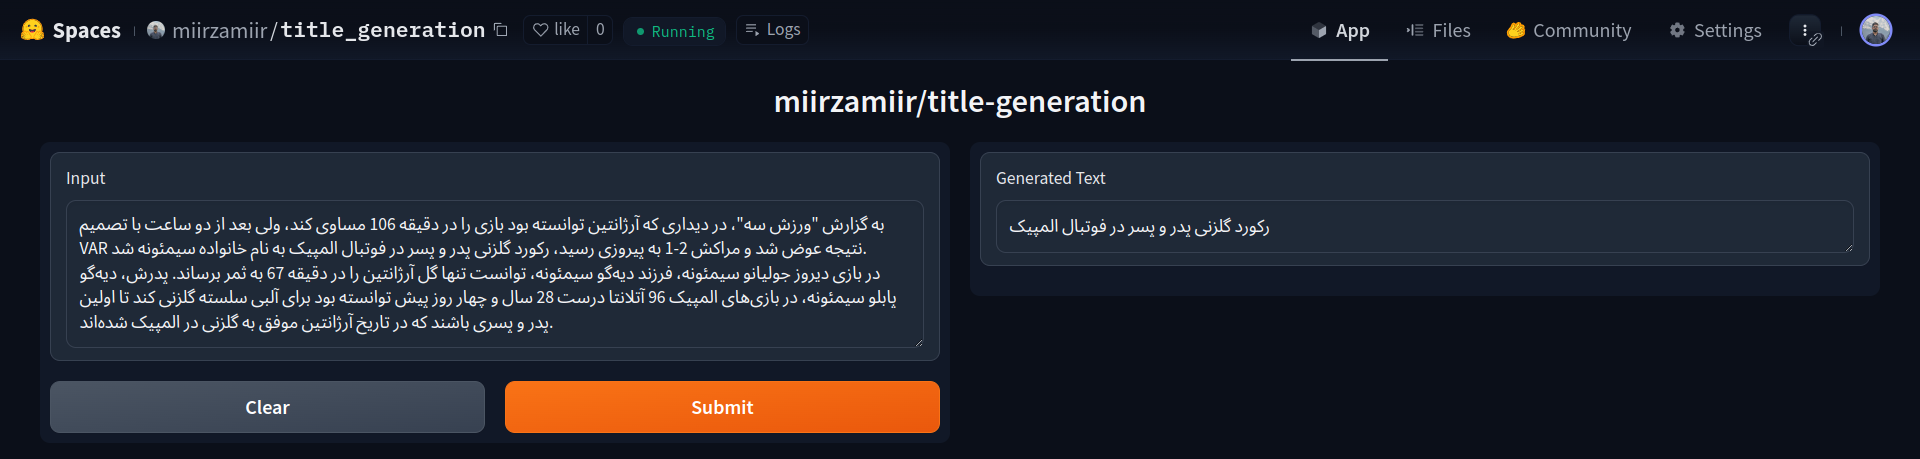 Spaces
miirzamiir/title_generation
like 0
Running
Logs
App
Files
Community
Settings
miirzamiir/title-generation
Input
به گزارش "ورزش سه"، در دیداری که آرژانتین توانسته بود بازی را در دقیقه 106 مساوی کند، ولی بعد از دو ساعت با تصمیم
VAR نتیجه عوض شد و مراکش 2-1 به پیروزی رسید، رکورد گلزنی پدر و پسر در فوتبال المپیک به نام خانواده سیمئونه شد.
در بازی دیروز جولیانو سیمئونه، فرزند دیه‌گو سیمئونه، توانست تنها گل آرژانتین را در دقیقه 67 به ثمر برساند. پدرش، دیه‌گو
پابلو سیمئونه، در بازی‌های المپیک 96 آتلانتا درست 28 سال و چهار روز پیش توانسته بود برای آلبی سلسته گلزنی کند تا اولین
پدر و پسری باشند که در تاریخ آرژانتین موفق به گلزنی در المپیک شده‌اند.
Clear
Submit
Generated Text
رکورد گلزنی پدر و پسر در فوتبال المپیک